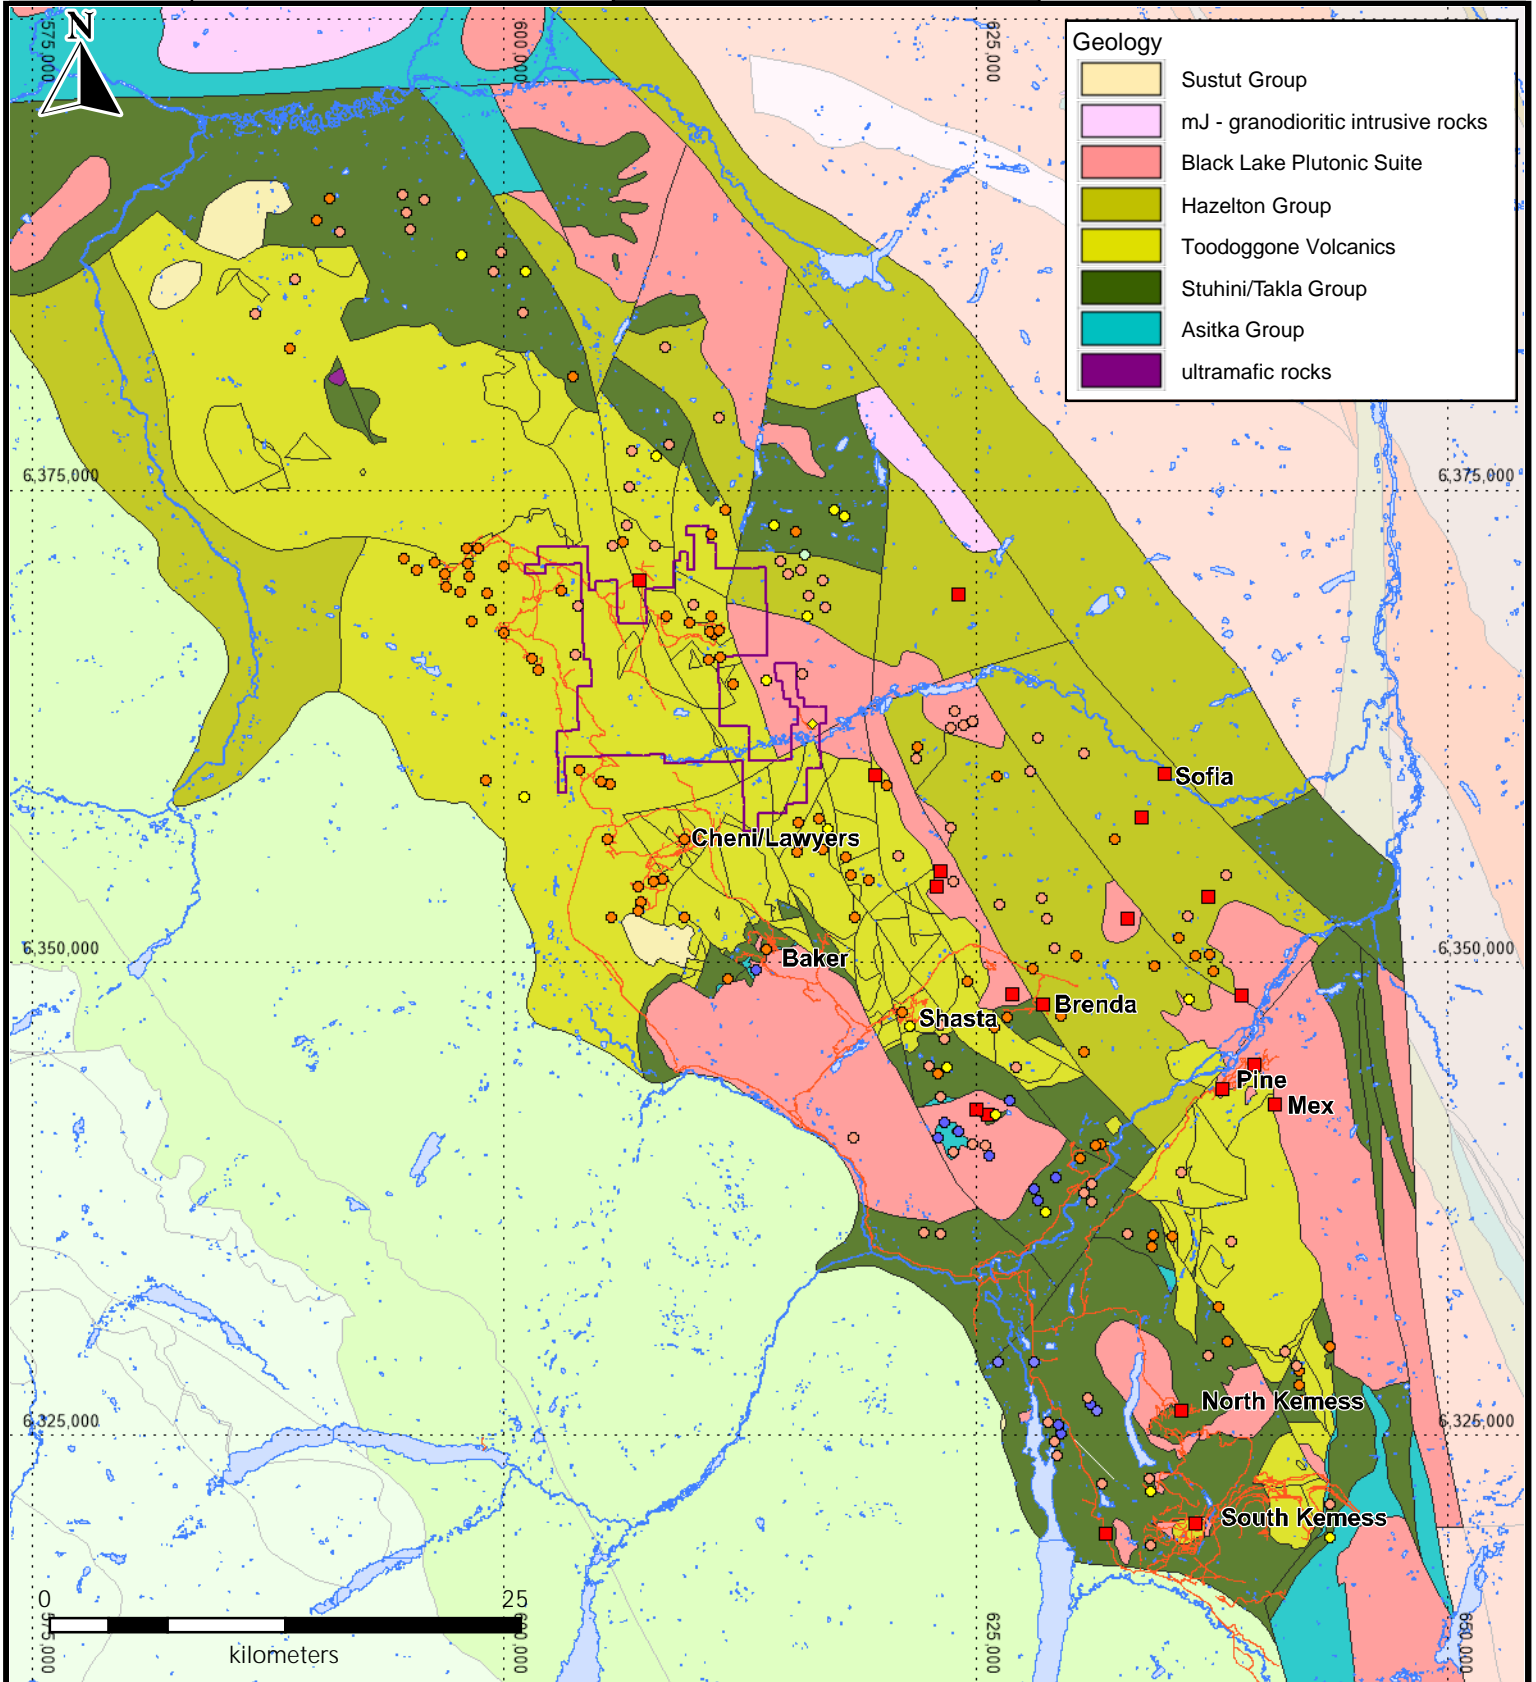 N
575,000
600,000
625,000
Geology
Sustut Group
mJ - granodioritic intrusive rocks
Black Lake Plutonic Suite
Hazelton Group
Toodoggone Volcanics
Stuhini/Takla Group
Asitka Group
ultramafic rocks
6,375,000
6,375,000
Sofia
Cheni/Lawyers
6,350,000
Baker
6,350,000
Brenda
Shasta
Pine
Mex
North Kemess
6,325,000
6,325,000
South Kemess
0
25
kilometers
575,000
600,000
625,000
650,000